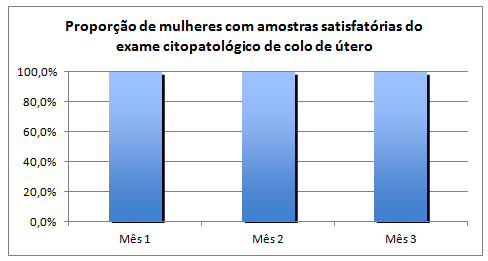 Proporção de mulheres com amostras satisfatórias do
exame citopatológico de colo de útero
100,0%
80,0%
60,0%
40,0%
20,0%
0,0%
Mês 1
Mês 2
Mês 3